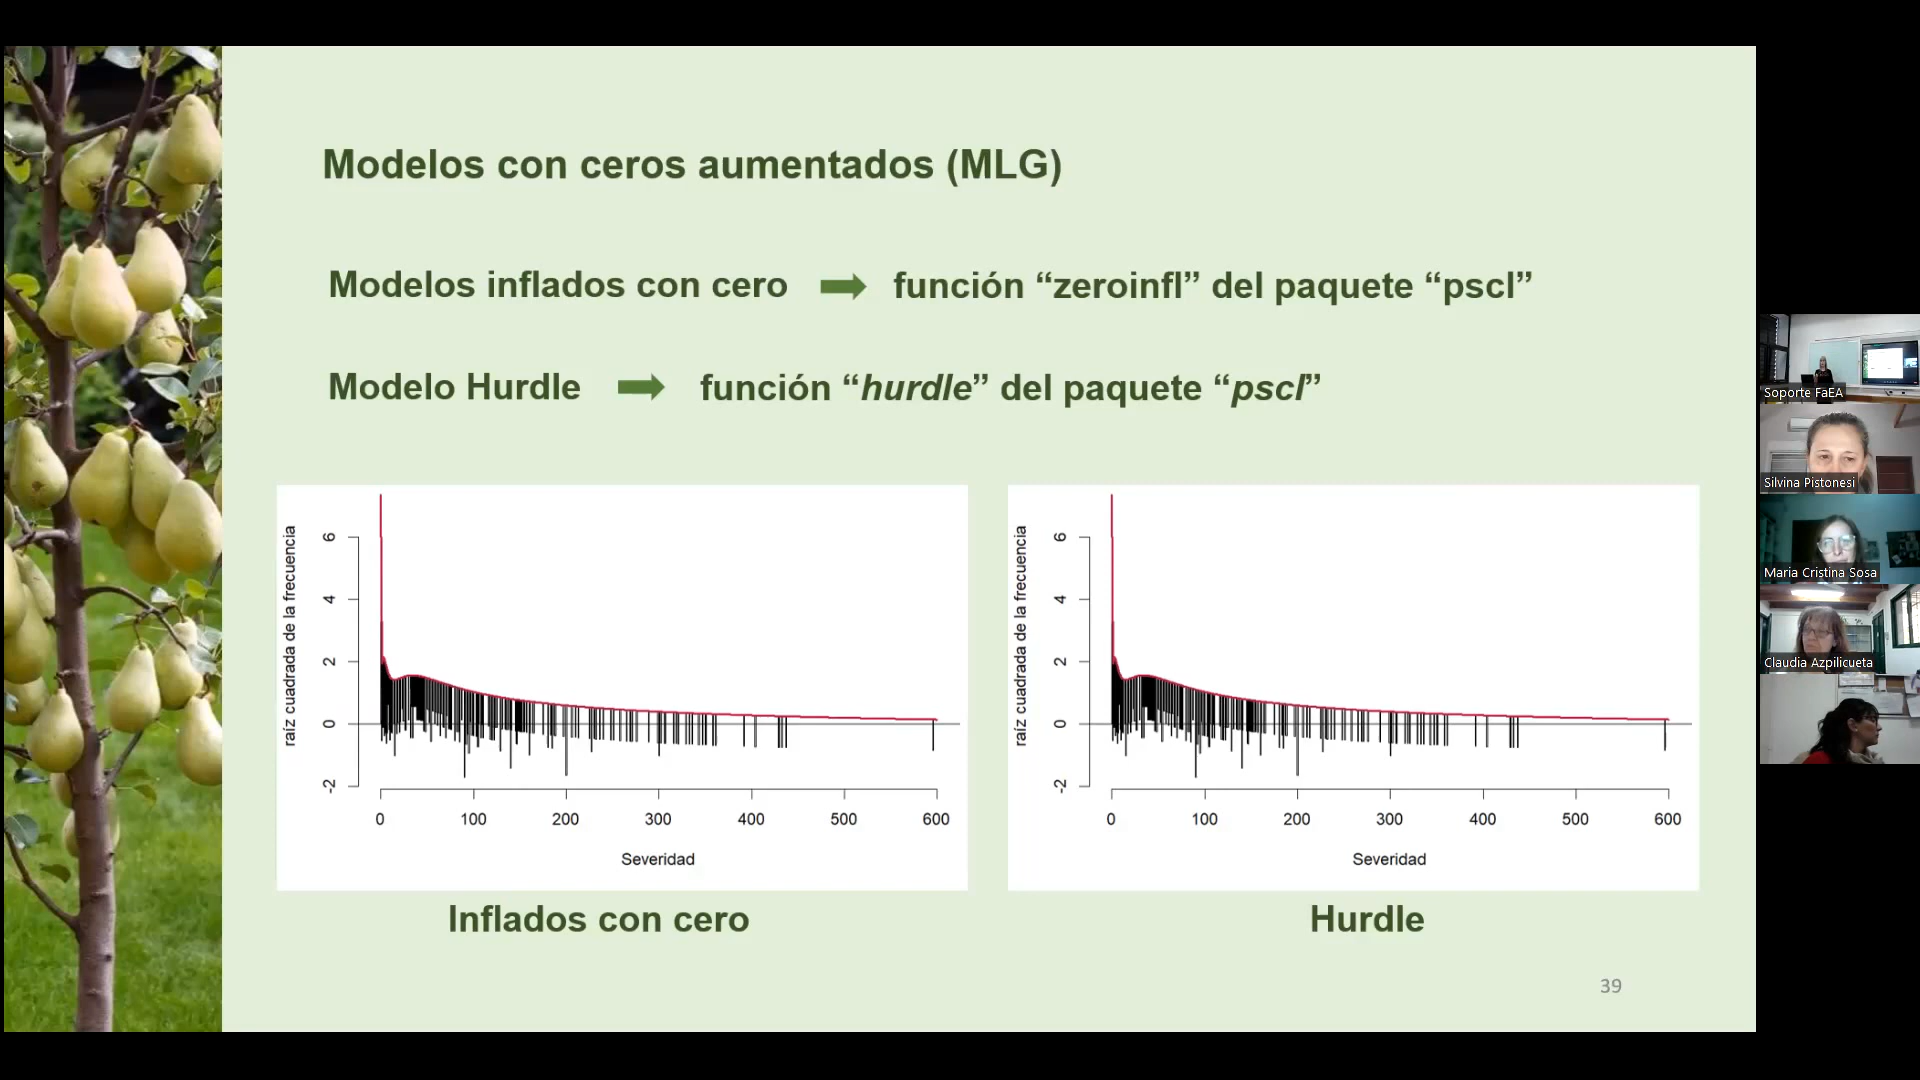 Modelos con ceros aumentados (MLG)
Modelos inflados con cero función “zeroinfl” del paquete “pscl”
Modelo Hurdle función “hurdle” del paquete “pscl”
raíz cuadrada de la frecuencia
6
4
2
0
-2
0 100 200 300 400 500 600
Severidad
Inflados con cero
raíz cuadrada de la frecuencia
6
4
2
0
-2
0 100 200 300 400 500 600
Severidad
Hurdle
39
Soporte FaEA
Silvina Pistonesi
Maria Cristina Sosa
Claudia Azpilicueta